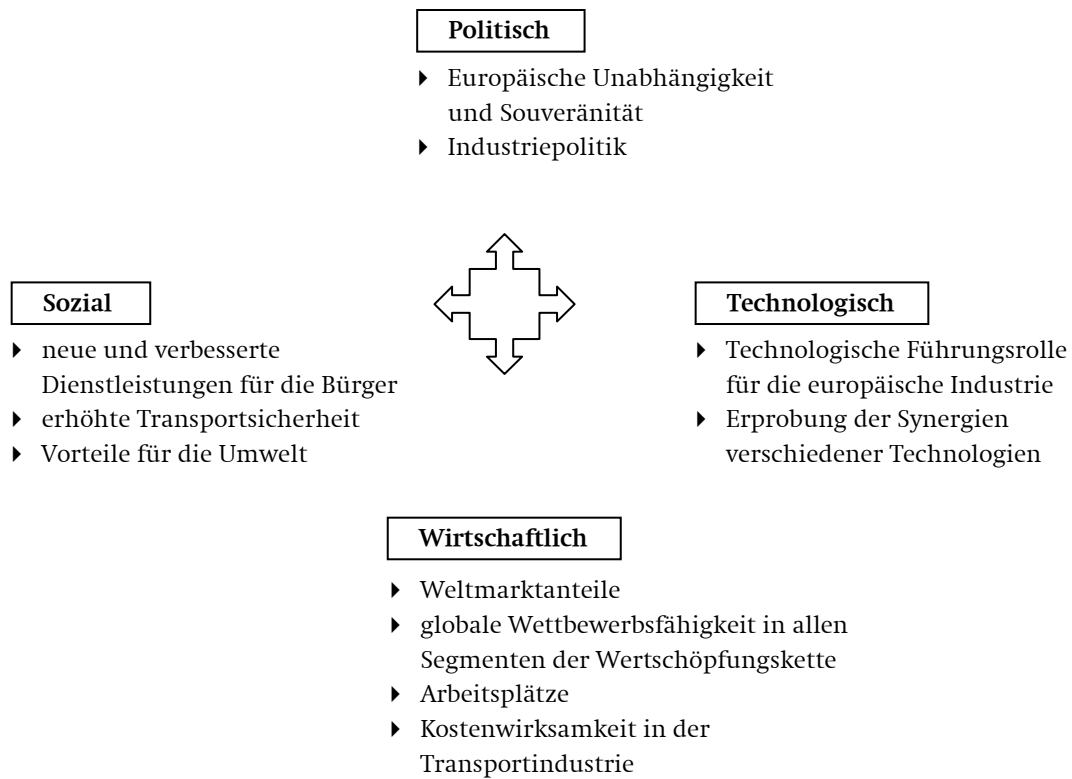 Politisch
Europäische Unabhängigkeit
und Souveränität
Industriepolitik
Sozial
neue und verbesserte
Dienstleistungen für die Bürger
erhöhte Transportsicherheit
Vorteile für die Umwelt
Technologisch
Technologische Führungsrolle
für die europäische Industrie
Erprobung der Synergien
verschiedener Technologien
Wirtschaftlich
Weltmarktanteile
globale Wettbewerbsfähigkeit in allen
Segmenten der Wertschöpfungskette
Arbeitsplätze
Kostenwirksamkeit in der
Transportindustrie